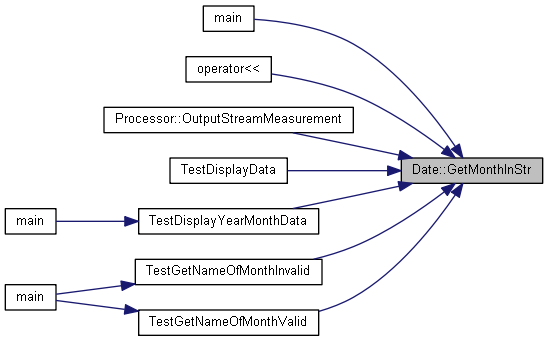 main
operator<<
Processor::OutputStreamMeasurement
Date::GetMonthInStr
TestDisplayData
main
TestDisplayYearMonthData
TestGetNameOfMonthInvalid
main
TestGetNameOfMonthValid